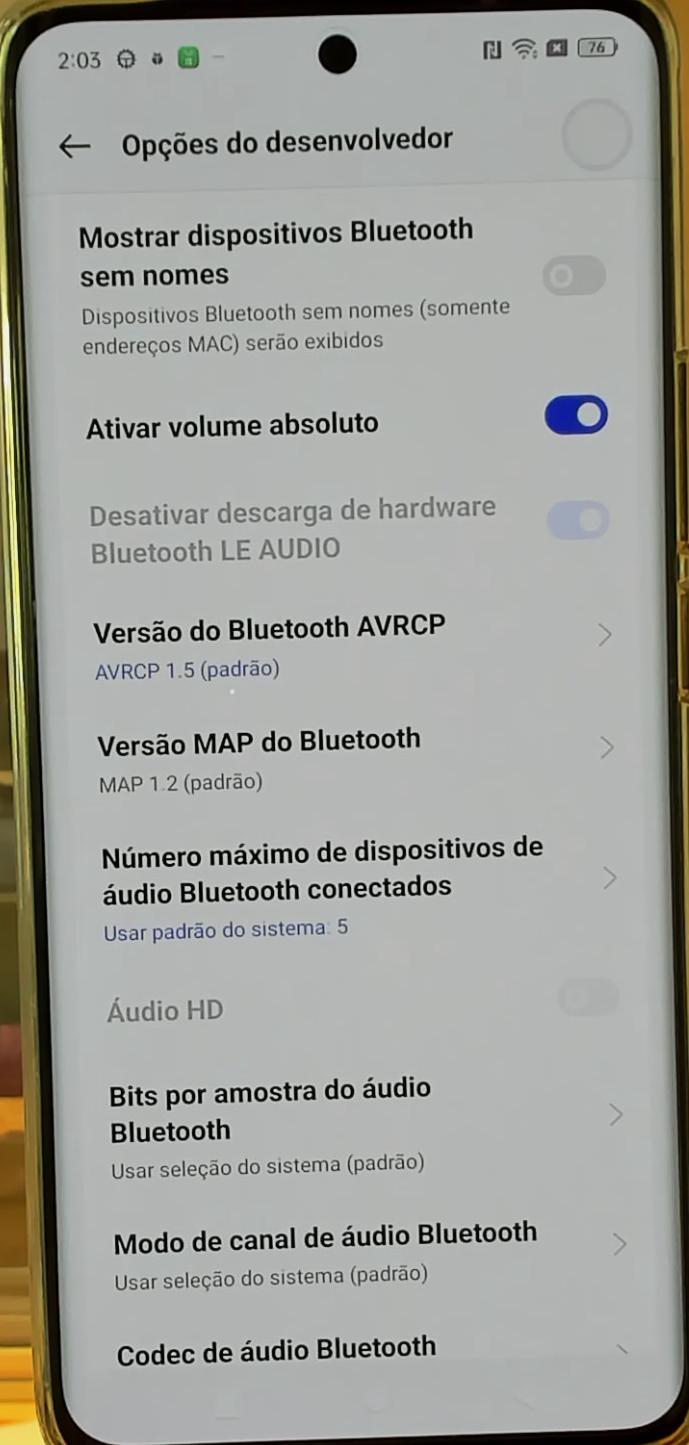 2:03
76
Opções do desenvolvedor
Mostrar dispositivos Bluetooth
sem nomes
Dispositivos Bluetooth sem nomes (somente
endereços MAC) serão exibidos
Ativar volume absoluto
Desativar descarga de hardware
Bluetooth LE AUDIO
Versão do Bluetooth AVRCP
AVRCP 1.5 (padrão)
Versão MAP do Bluetooth
MAP 1.2 (padrão)
Número máximo de dispositivos de
áudio Bluetooth conectados
Usar padrão do sistema: 5
Áudio HD
Bits por amostra do áudio
Bluetooth
Usar seleção do sistema (padrão)
Modo de canal de áudio Bluetooth
Usar seleção do sistema (padrão)
Codec de áudio Bluetooth